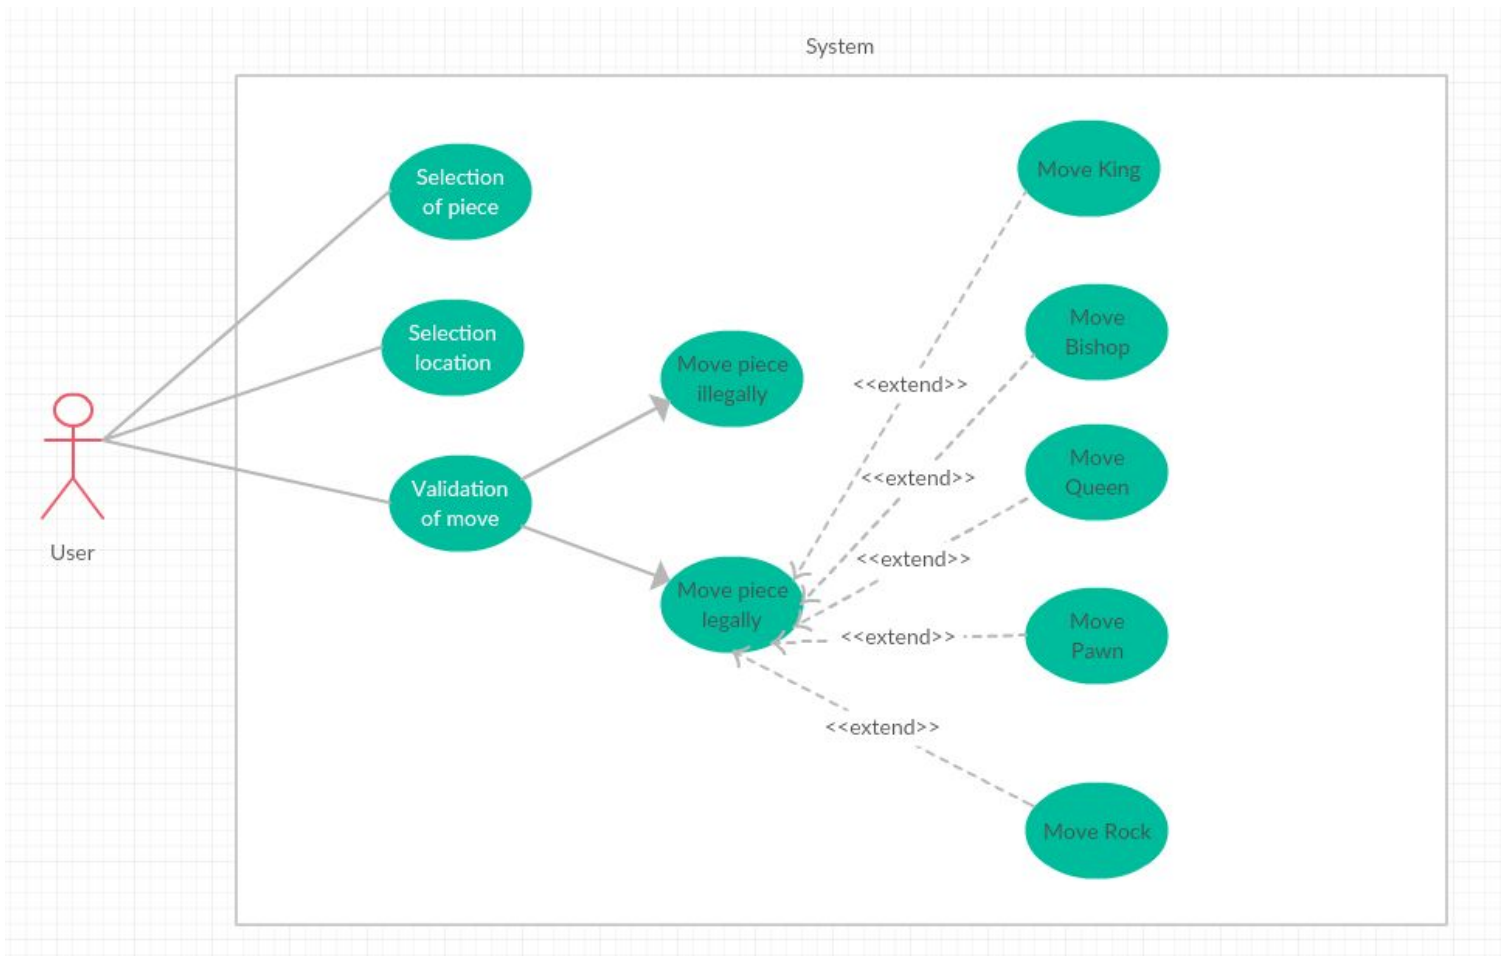 System
Selection
of piece
Selection
location
Validation
of move
User
Move piece
illegally
Move piece
legally
<<extend>>
<<extend>>
<<extend>>
<<extend>>
<<extend>>
Move King
Move
Bishop
Move
Queen
Move
Pawn
Move Rock